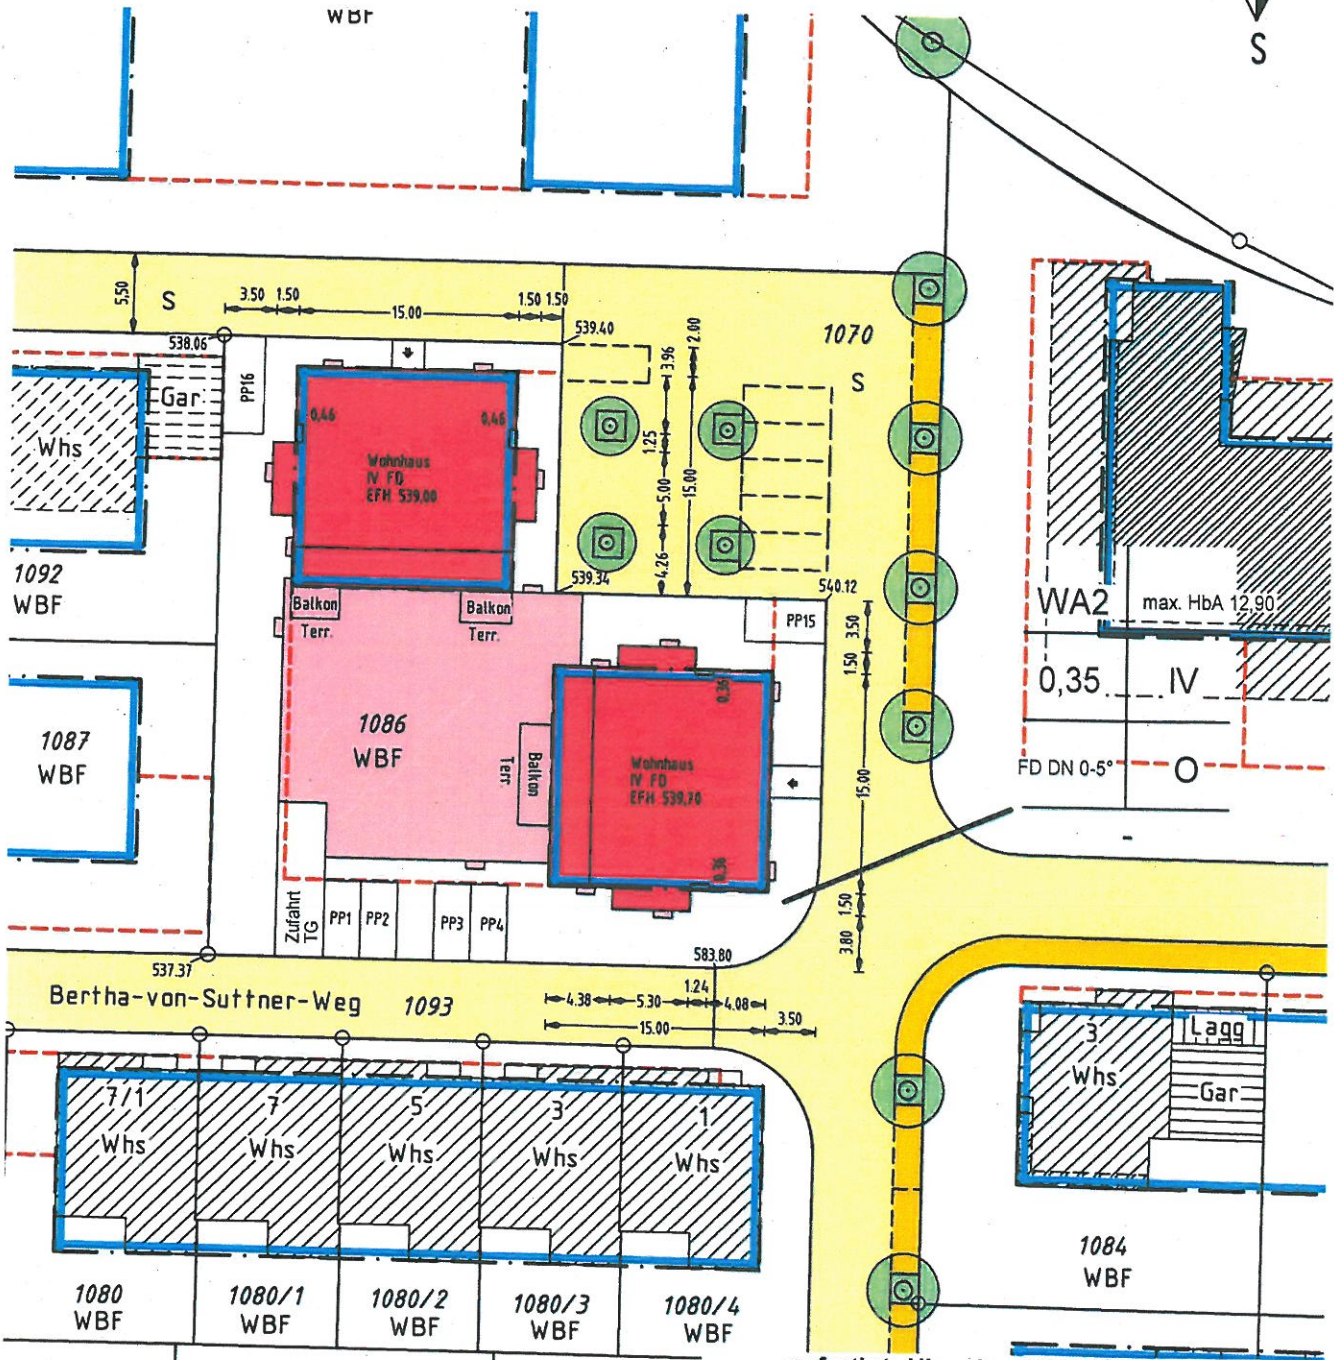 WBF
S
5,50
S
3.50 1.50
15.00
1.50 1.50
538.06
539.40
1070
S
2.00
3.96
1.25
5.00
15.00
4.26
Gar
PP16
Whs
0,46
0,46
Wohnhaus
IV FD
EFH 539,00
1092
WBF
539.34
540.12
Balkon
Terr.
Balkon
Terr.
PP15
WA2
max. HbA 12,90
0,35
IV
FD DN 0-5°
O
-
3.50
1.50
15.00
1.50
3.80
1087
WBF
1086
WBF
Balkon
Terr.
0,36
Wohnhaus
IV FD
EFH 539,70
0,36
Zufahrt
TG
PP1
PP2
PP3
PP4
537.37
583.80
Bertha-von-Suttner-Weg
1093
4.38
5.30
1.24
4.08
15.00
3.50
7/1
Whs
7
Whs
5
Whs
3
Whs
1
Whs
3
Whs
Lagg
Gar
1080
WBF
1080/1
WBF
1080/2
WBF
1080/3
WBF
1080/4
WBF
1084
WBF